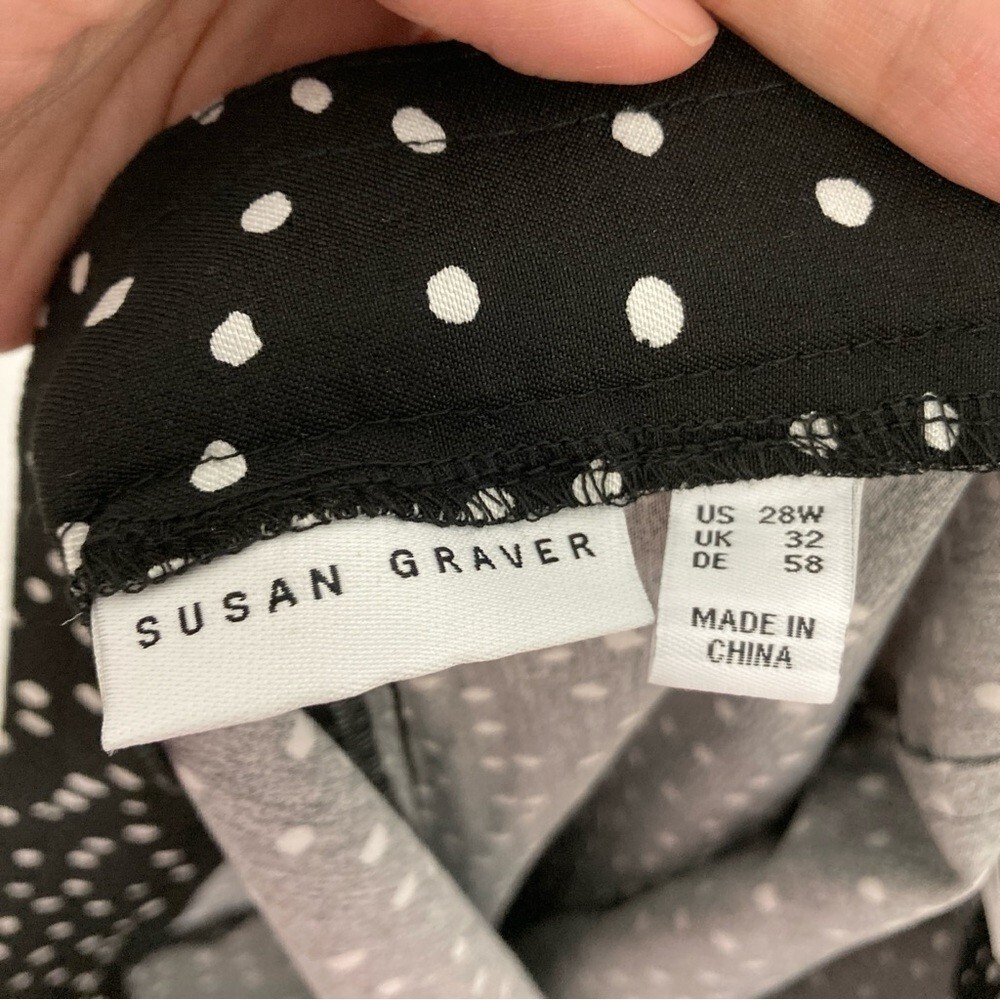 SUSAN GRAVER
US 28W
UK 32
DE 58
MADE IN
CHINA